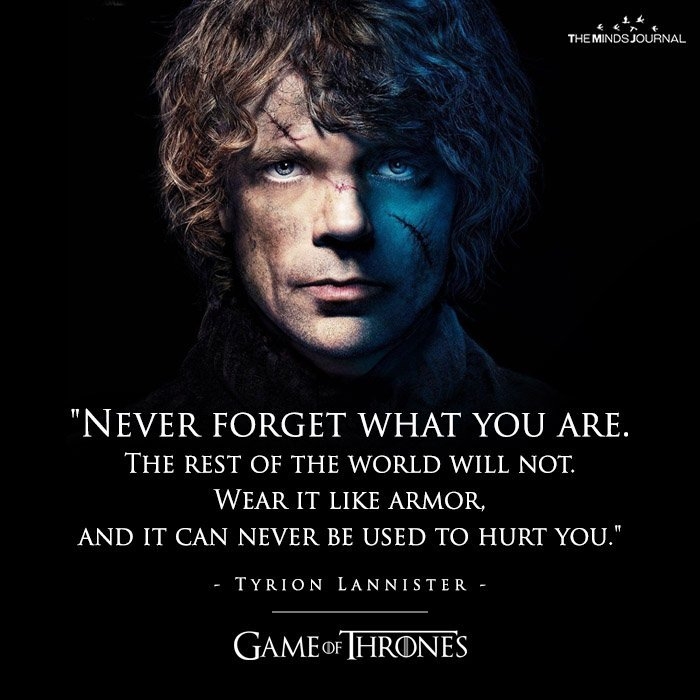 THE MINDS JOURNAL
"NEVER FORGET WHAT YOU ARE.
THE REST OF THE WORLD WILL NOT.
WEAR IT LIKE ARMOR,
AND IT CAN NEVER BE USED TO HURT YOU."
- TYRION LANNISTER -
GAME OF THRONES